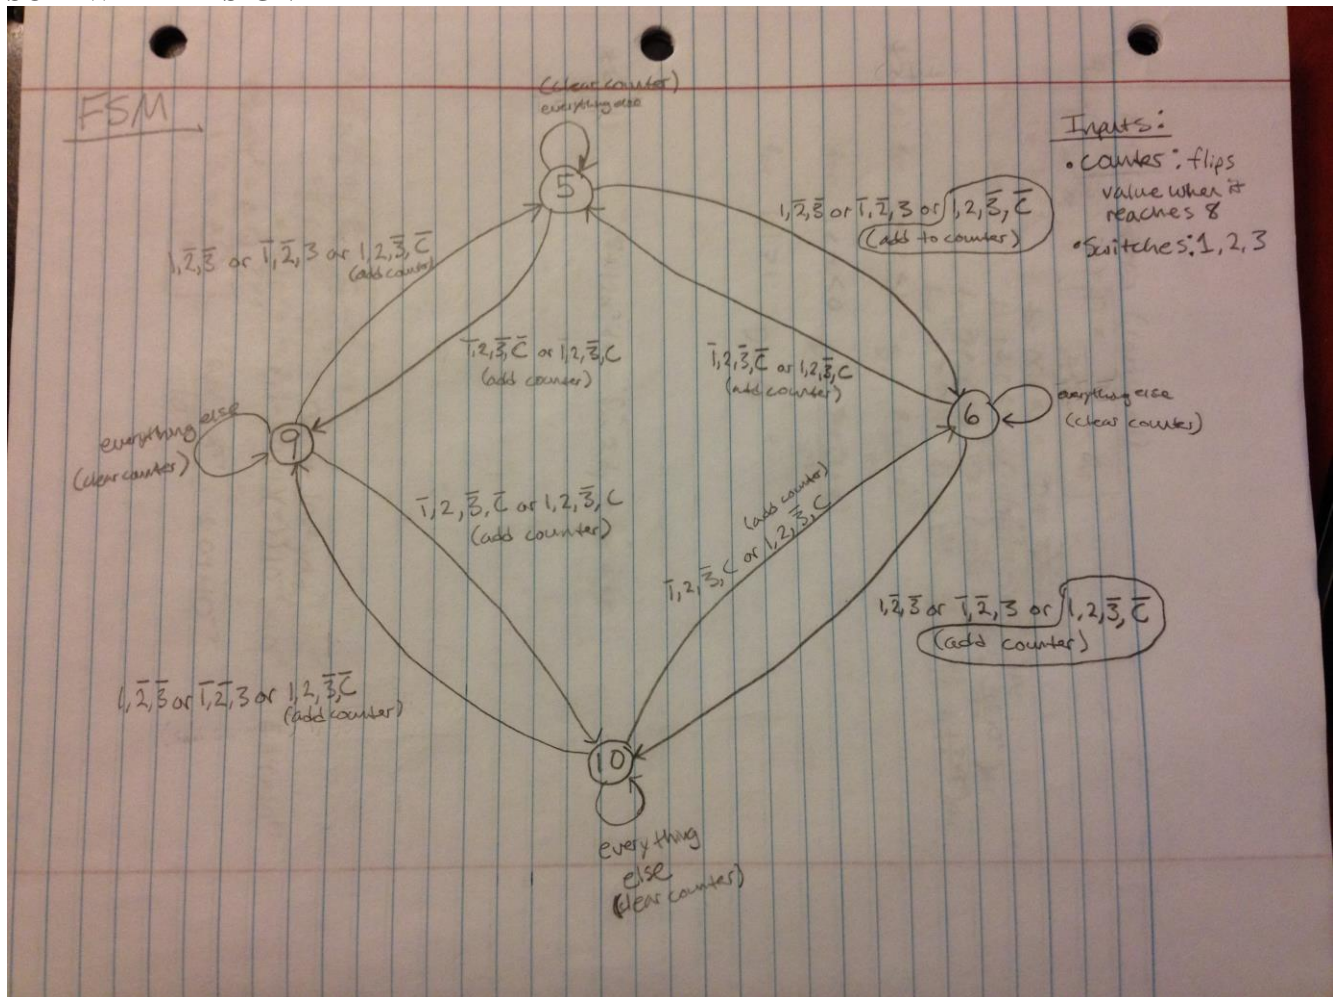 FSM
(clear counter)
everything else
5
Inputs:
• counter: flips
value when it
reaches 8
• Switches: 1, 2, 3
1, 2̅, 3̅ or 1̅, 2̅, 3 or 1, 2, 3̅, C̅
(add to counter)
1, 2̅, 3̅ or 1̅, 2̅, 3 or 1, 2, 3̅, C̅
(add counter)
1̅, 2, 3̅, C̅ or 1, 2, 3̅, C
(add counter)
1̅, 2, 3̅, C̅ or 1, 2, 3̅, C
(add counter)
everything else
(clear counter)
9
6
everything else
(clear counter)
1̅, 2, 3̅, C̅ or 1, 2, 3̅, C
(add counter)
(add counter)
1̅, 2, 3̅, C or 1, 2, 3̅, C
1, 2̅, 3̅ or 1̅, 2̅, 3 or 1, 2, 3̅, C̅
(add counter)
1, 2̅, 3̅ or 1̅, 2̅, 3 or 1, 2, 3̅, C̅
(add counter)
10
everything
else
(clear counter)